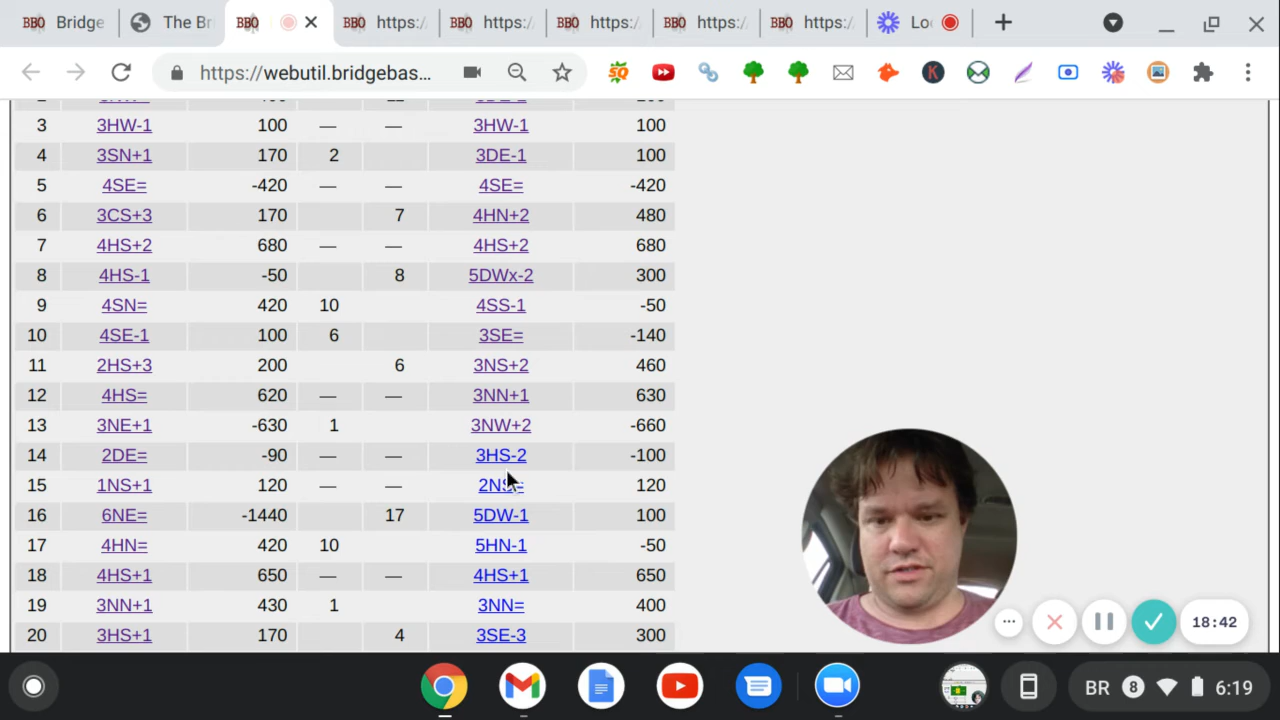 BBO Bridge The Br BBO BBO https:/ BBO https:/ BBO https:/ BBO https:/ BBO https:/ Lo
https://webutil.bridgebas...
3 3HW-1 100 — — 3HW-1 100
4 3SN+1 170 2 3DE-1 100
5 4SE= -420 — — 4SE= -420
6 3CS+3 170 7 4HN+2 480
7 4HS+2 680 — — 4HS+2 680
8 4HS-1 -50 8 5DWx-2 300
9 4SN= 420 10 4SS-1 -50
10 4SE-1 100 6 3SE= -140
11 2HS+3 200 6 3NS+2 460
12 4HS= 620 — — 3NN+1 630
13 3NE+1 -630 1 3NW+2 -660
14 2DE= -90 — — 3HS-2 -100
15 1NS+1 120 — — 2NS= 120
16 6NE= -1440 17 5DW-1 100
17 4HN= 420 10 5HN-1 -50
18 4HS+1 650 — — 4HS+1 650
19 3NN+1 430 1 3NN= 400
20 3HS+1 170 4 3SE-3 300
18:42
BR 8 6:19